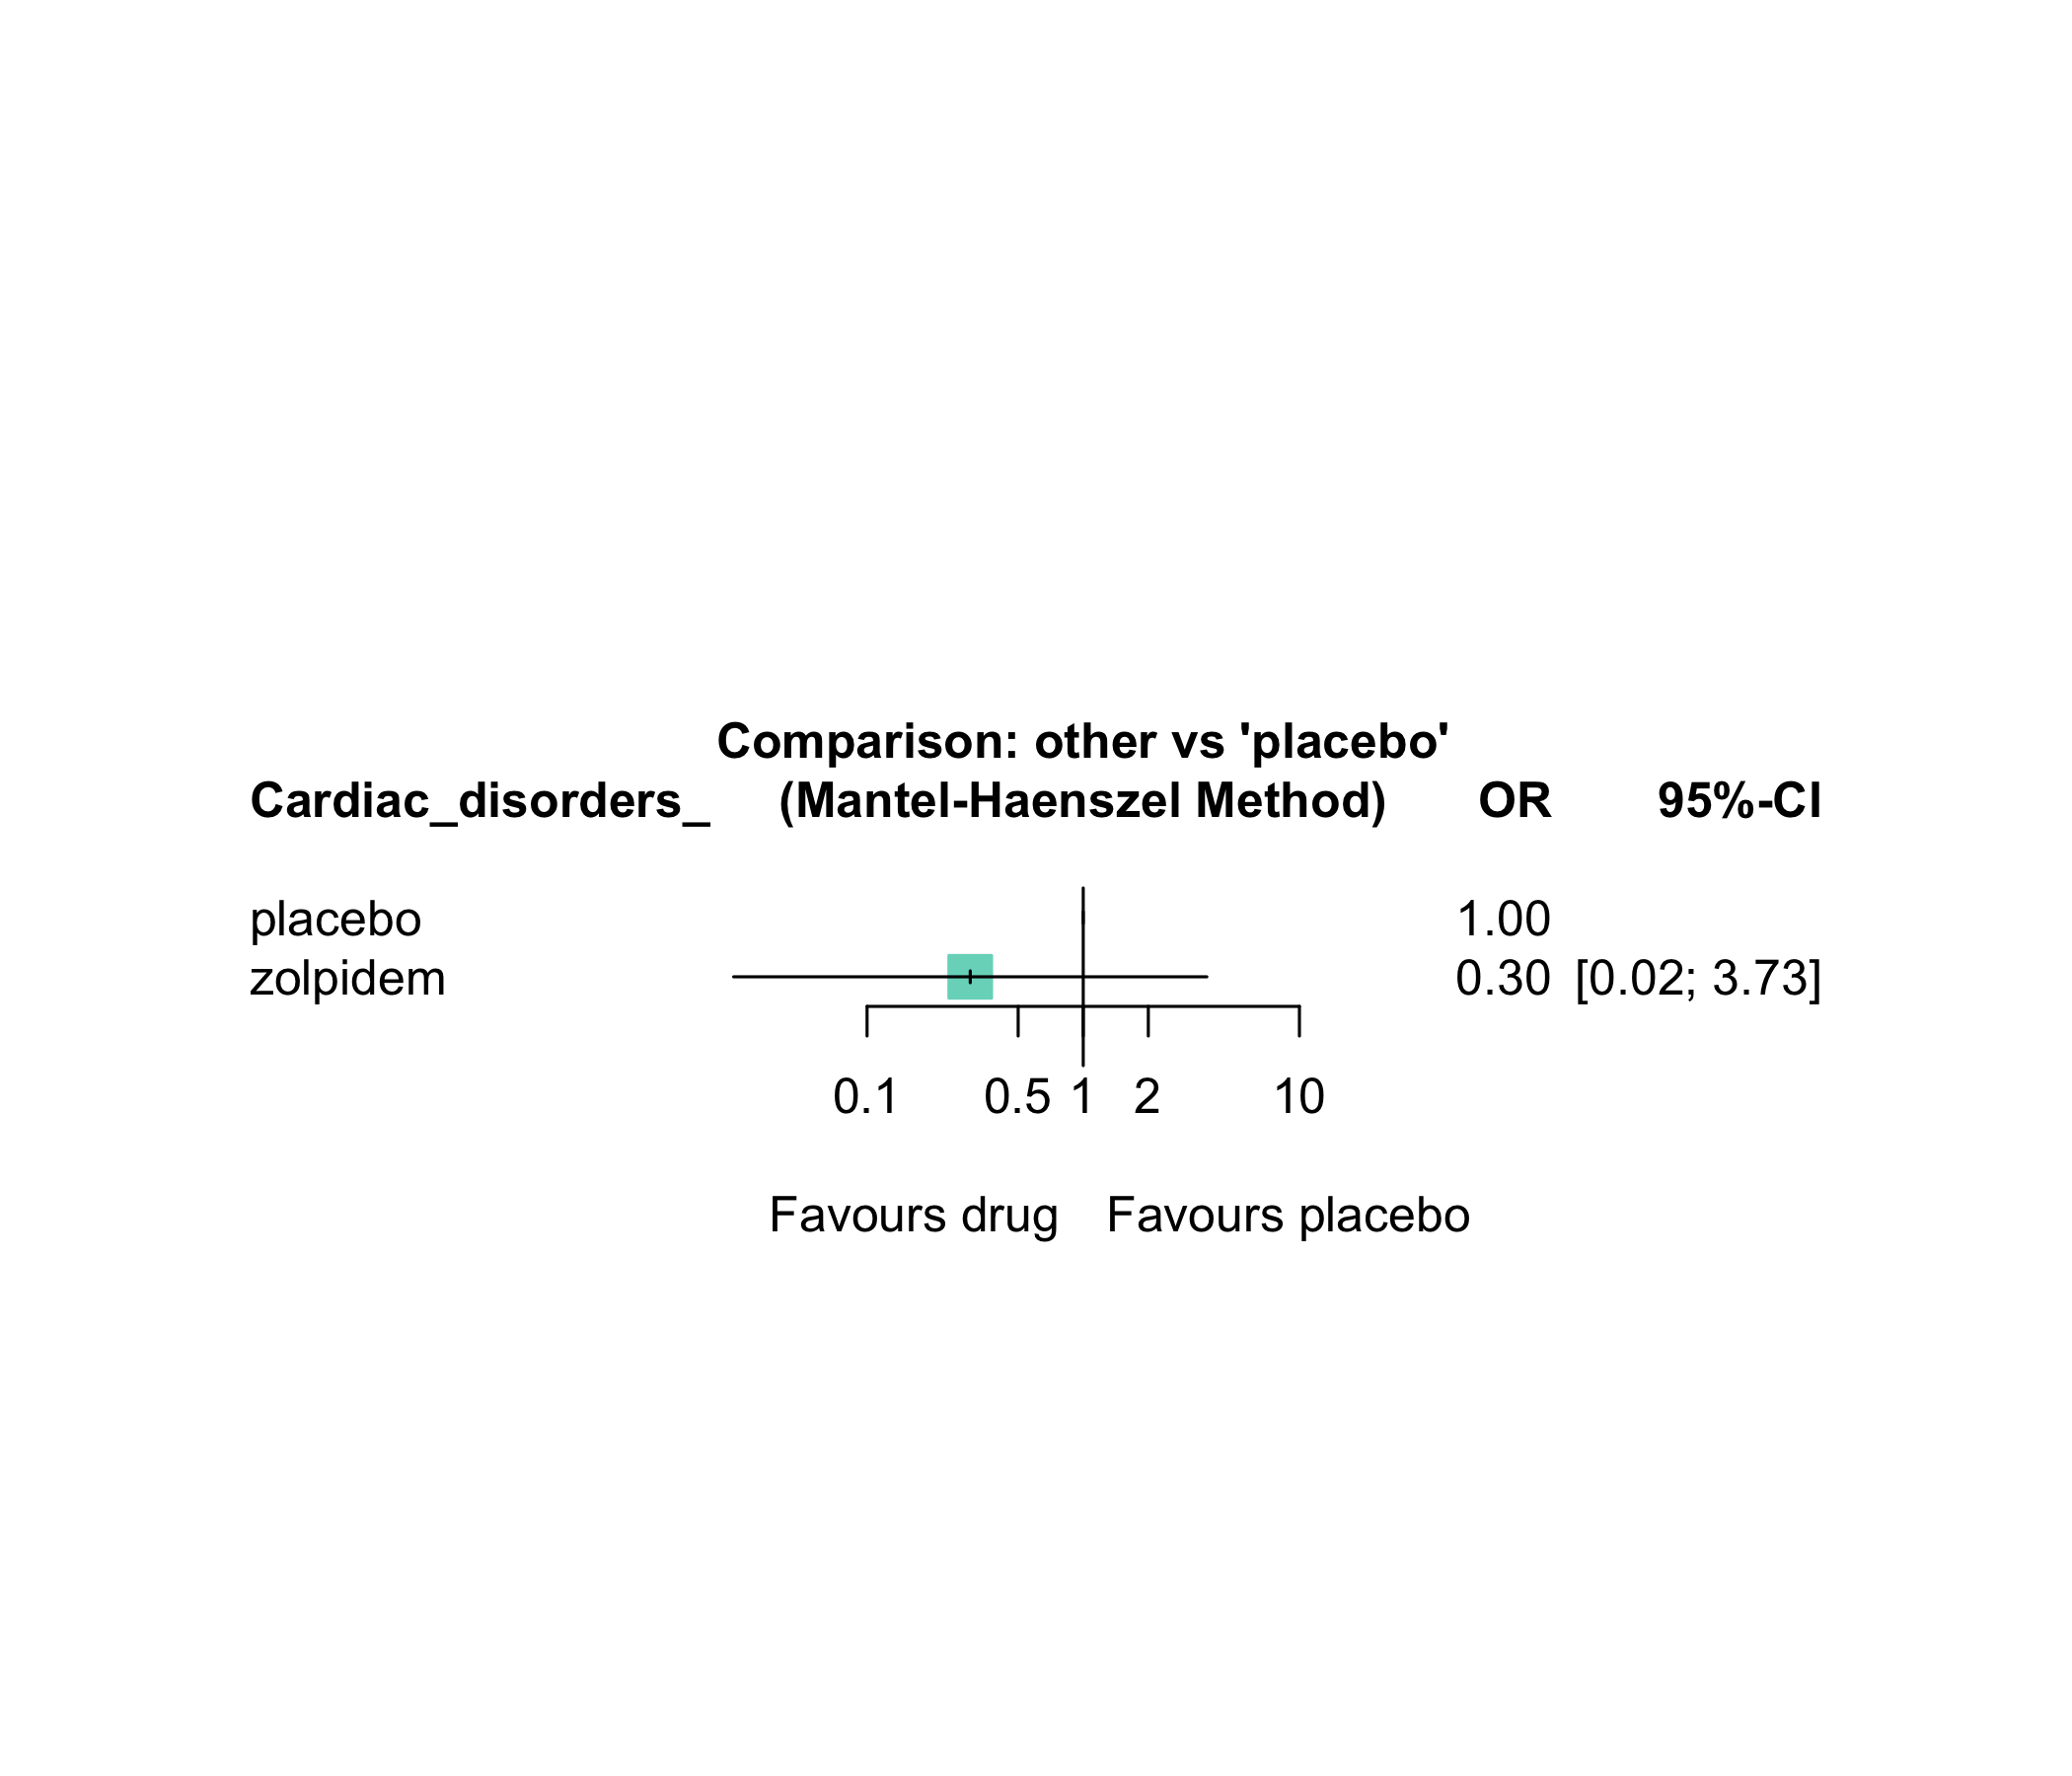 Comparison: other vs 'placebo'
Cardiac_disorders_ (Mantel-Haenszel Method) OR 95%-CI
placebo 1.00
zolpidem 0.30 [0.02; 3.73]
0.1 0.5 1 2 10
Favours drug Favours placebo